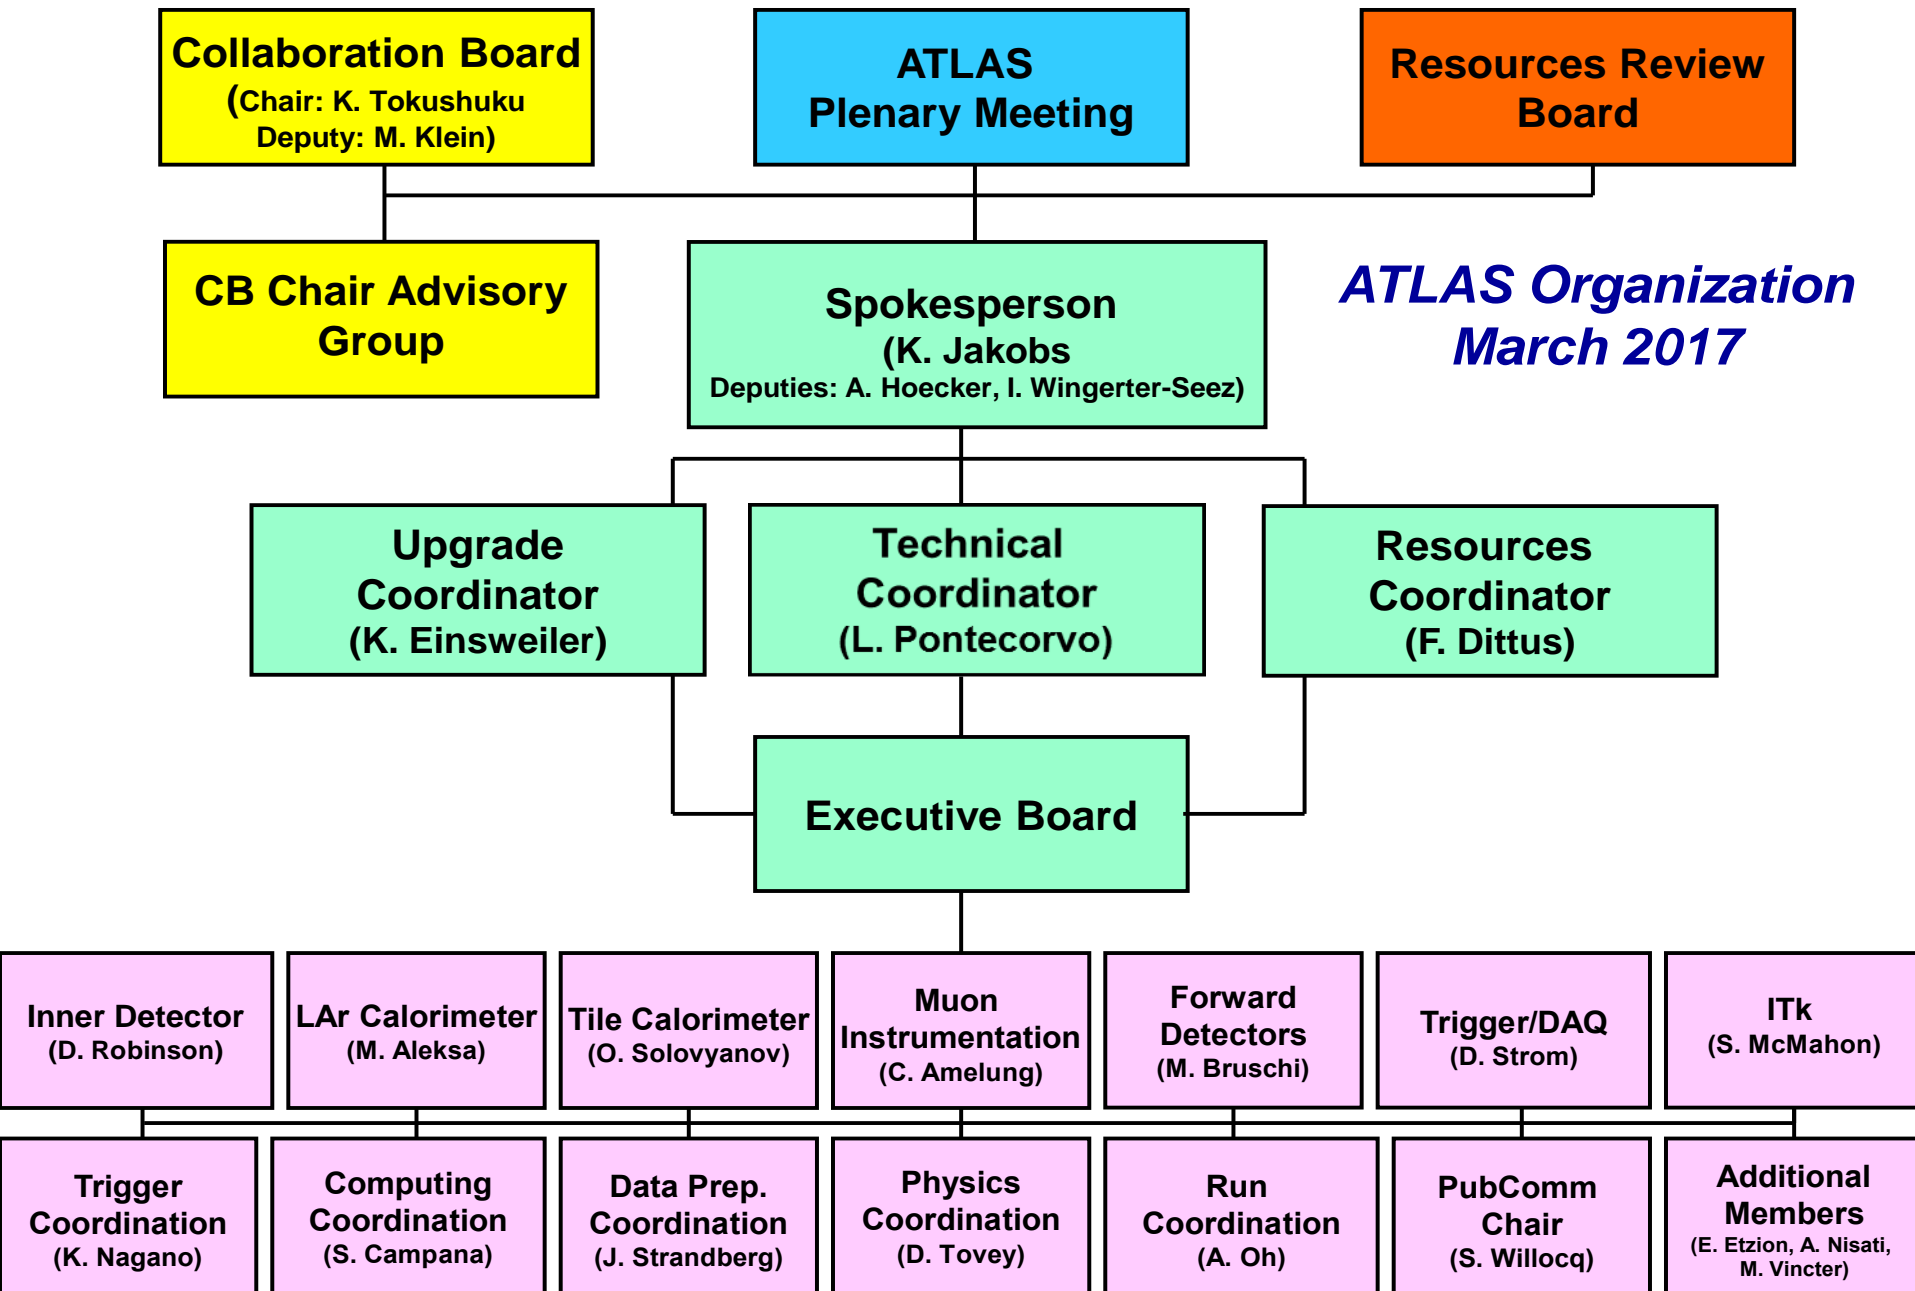 Collaboration Board
(Chair: K. Tokushuku
Deputy: M. Klein)
ATLAS
Plenary Meeting
Resources Review
Board
CB Chair Advisory
Group
Spokesperson
(K. Jakobs
Deputies: A. Hoecker, I. Wingerter-Seez)
ATLAS Organization
March 2017
Upgrade
Coordinator
(K. Einsweiler)
Technical
Coordinator
(L. Pontecorvo)
Resources
Coordinator
(F. Dittus)
Executive Board
Inner Detector
(D. Robinson)
LAr Calorimeter
(M. Aleksa)
Tile Calorimeter
(O. Solovyanov)
Muon
Instrumentation
(C. Amelung)
Forward
Detectors
(M. Bruschi)
Trigger/DAQ
(D. Strom)
ITk
(S. McMahon)
Trigger
Coordination
(K. Nagano)
Computing
Coordination
(S. Campana)
Data Prep.
Coordination
(J. Strandberg)
Physics
Coordination
(D. Tovey)
Run
Coordination
(A. Oh)
PubComm
Chair
(S. Willocq)
Additional
Members
(E. Etzion, A. Nisati,
M. Vincter)